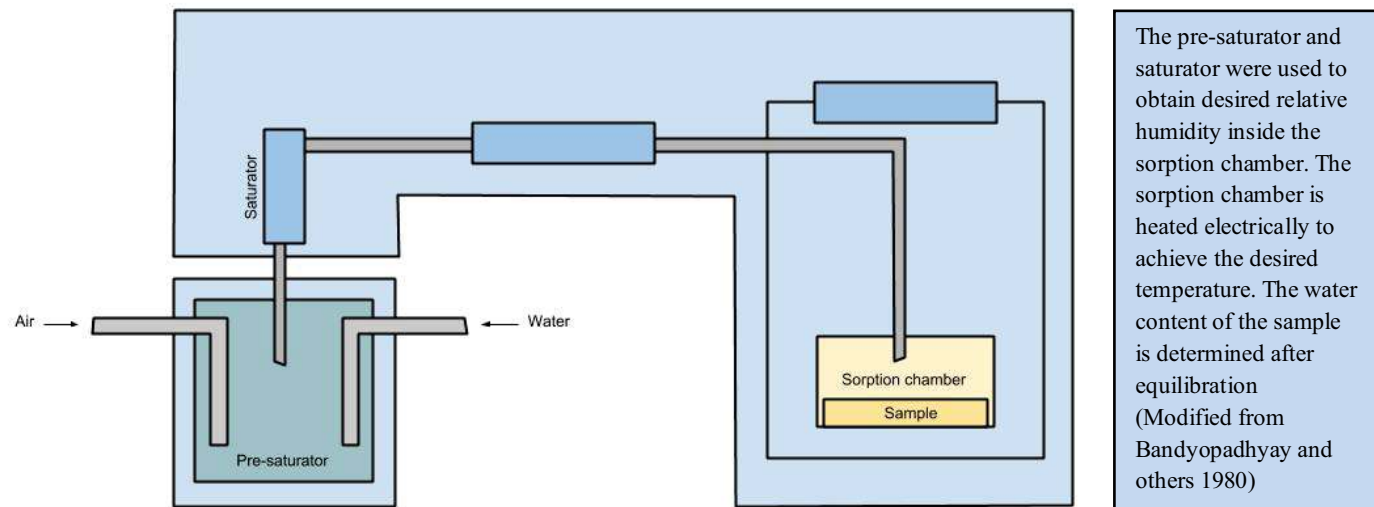 Saturator
Air
Water
Pre-saturator
Sorption chamber
Sample
The pre-saturator and
saturator were used to
obtain desired relative
humidity inside the
sorption chamber. The
sorption chamber is
heated electrically to
achieve the desired
temperature. The water
content of the sample
is determined after
equilibration
(Modified from
Bandyopadhyay and
others 1980)